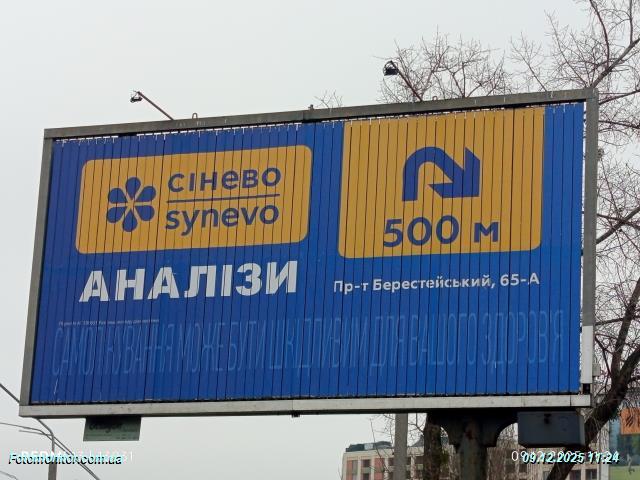 сінево
synevo
500 м
АНАЛІЗИ
Пр-т Берестейський, 65-А
САМОЛІКУВАННЯ МОЖЕ БУТИ ШКІДЛИВИМ ДЛЯ ВАШОГО ЗДОРОВ'Я
Fotomonitor.com.ua
09.12.2025 11:24